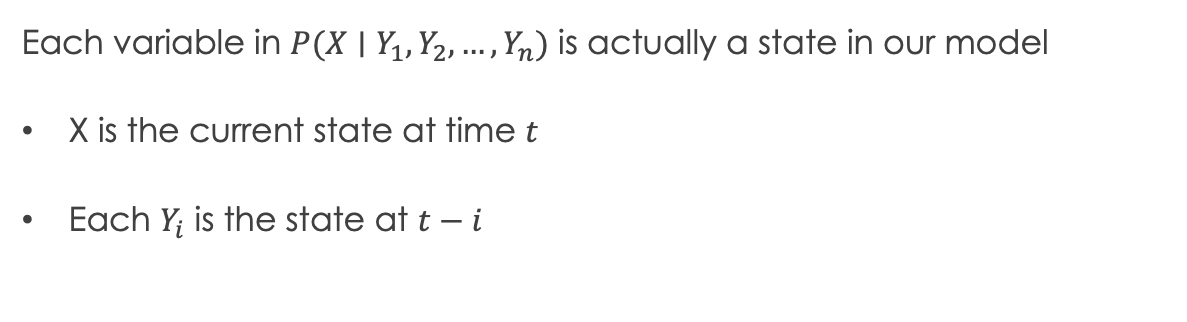 Each variable in P(X | Y₁, Y₂, … , Yₙ) is actually a state in our model
• X is the current state at time t
• Each Yᵢ is the state at t − i